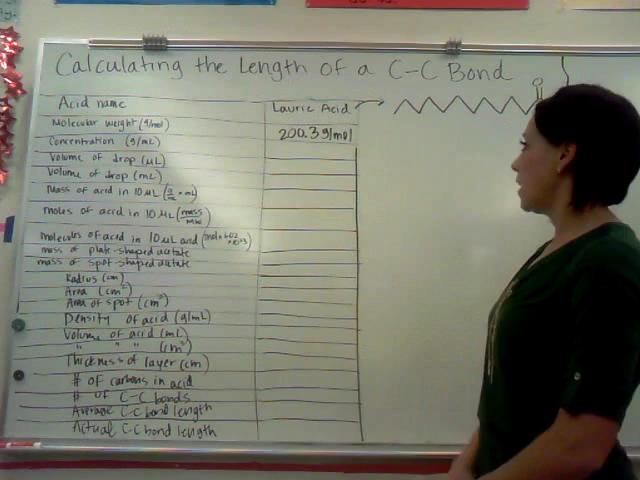 Calculating the Length of a C-C Bond
Acid name Lauric Acid
Molecular weight (g/mol) 200.3 g/mol
Concentration (g/mL)
Volume of drop (µL)
Volume of drop (mL)
Mass of acid in 10 µL (g/mL × mL)
moles of acid in 10 µL (mass/MW)
molecules of acid in 10 µL acid (mol × 6.02 × 10^23)
mass of plate-shaped acetate
mass of spot-shaped acetate
Radius (cm)
Area (cm²)
Area of spot (cm²)
Density of acid (g/mL)
Volume of acid (mL)
" " " (cm³)
Thickness of layer (cm)
# of carbons in acid
# of C-C bonds
Average C-C bond length
Actual C-C bond length